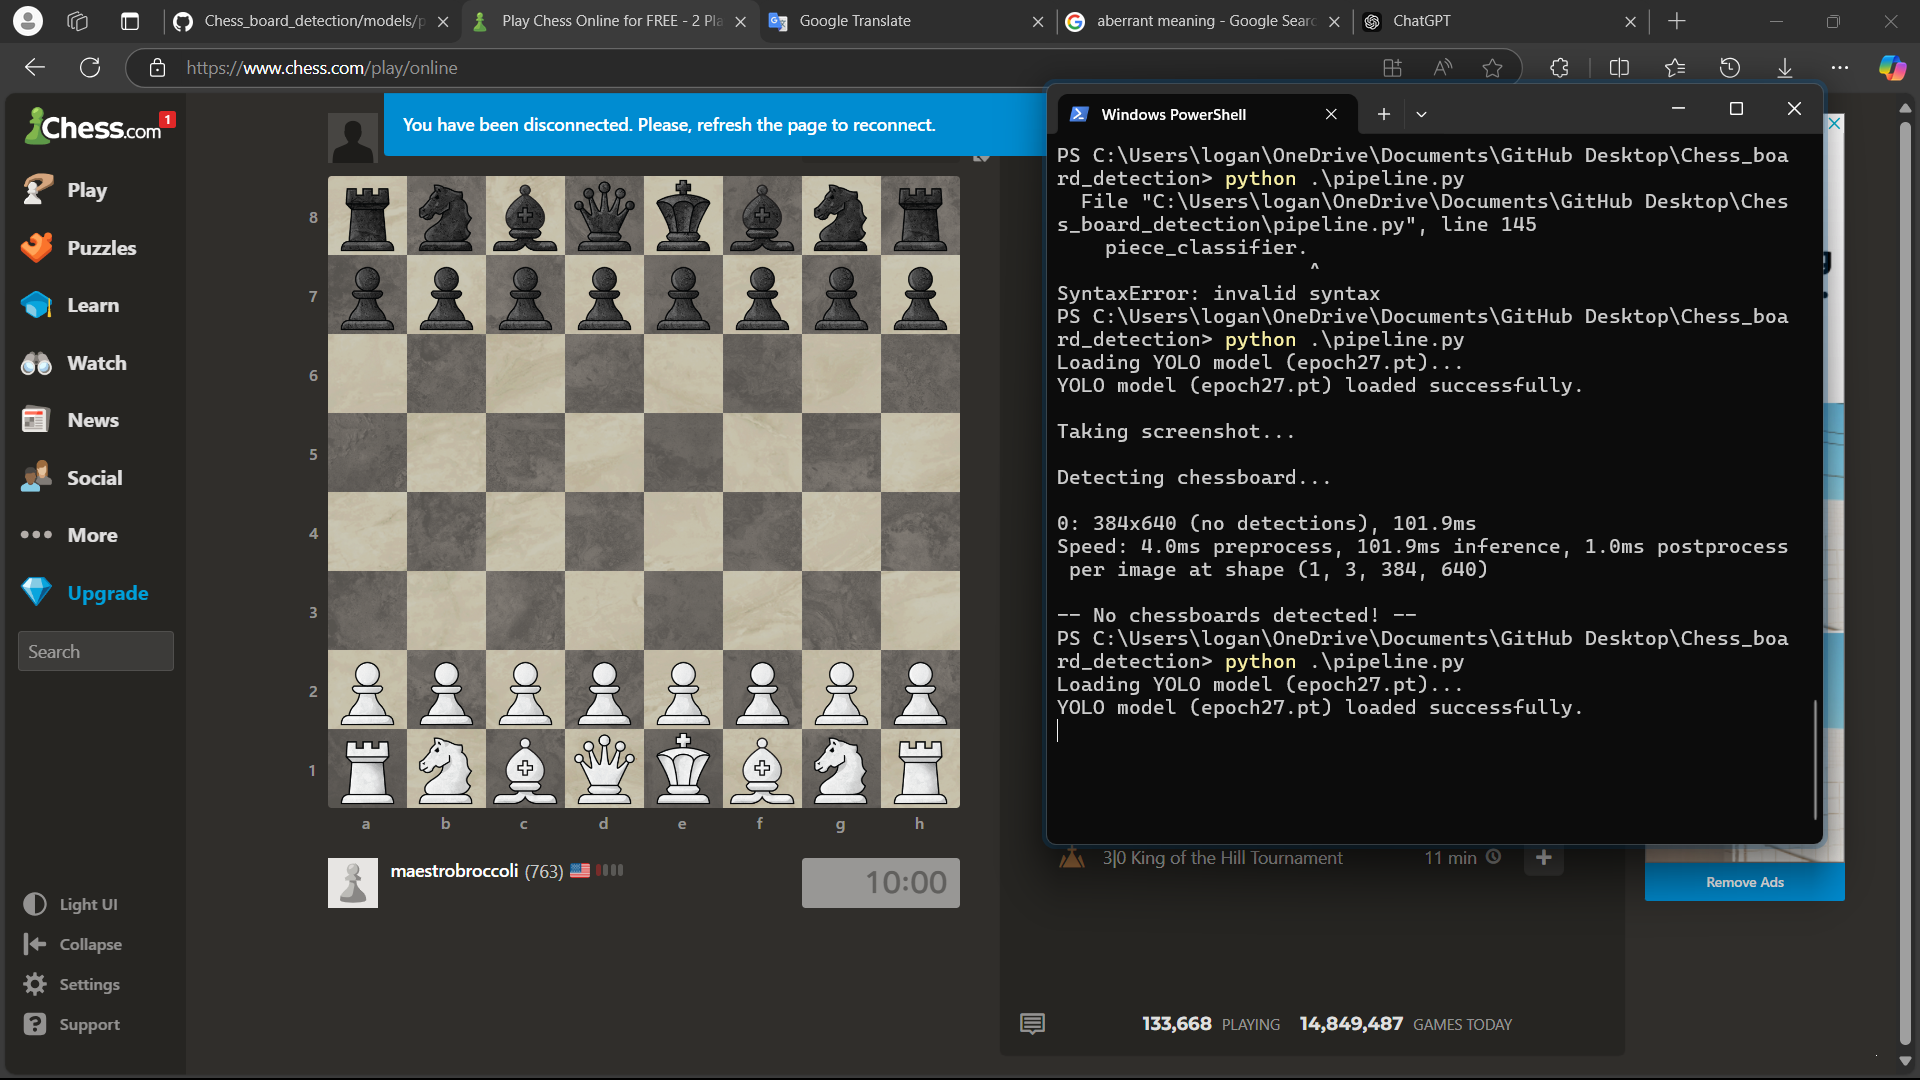 Chess_board_detection/models/p
Play Chess Online for FREE - 2 Pla
Google Translate
aberrant meaning - Google Searc
ChatGPT
https://www.chess.com/play/online
Chess.com
1
Play
Puzzles
Learn
Watch
News
Social
More
Upgrade
Search
Light UI
Collapse
Settings
Support
You have been disconnected. Please, refresh the page to reconnect.
8
7
6
5
4
3
2
1
a b c d e f g h
maestrobroccoli (763)
10:00
Windows PowerShell
PS C:\Users\logan\OneDrive\Documents\GitHub Desktop\Chess_boa
rd_detection> python .\pipeline.py
File "C:\Users\logan\OneDrive\Documents\GitHub Desktop\Ches
s_board_detection\pipeline.py", line 145
piece_classifier.
^
SyntaxError: invalid syntax
PS C:\Users\logan\OneDrive\Documents\GitHub Desktop\Chess_boa
rd_detection> python .\pipeline.py
Loading YOLO model (epoch27.pt)...
YOLO model (epoch27.pt) loaded successfully.
Taking screenshot...
Detecting chessboard...
0: 384x640 (no detections), 101.9ms
Speed: 4.0ms preprocess, 101.9ms inference, 1.0ms postprocess
per image at shape (1, 3, 384, 640)
-- No chessboards detected! --
PS C:\Users\logan\OneDrive\Documents\GitHub Desktop\Chess_boa
rd_detection> python .\pipeline.py
Loading YOLO model (epoch27.pt)...
YOLO model (epoch27.pt) loaded successfully.
3|0 King of the Hill Tournament 11 min
Remove Ads
133,668 PLAYING 14,849,487 GAMES TODAY